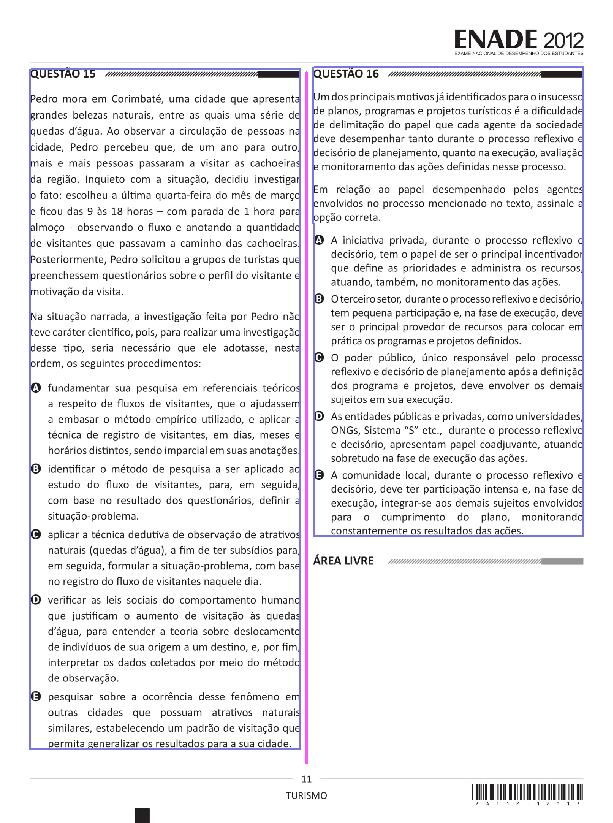 ENADE 2012
EXAME NACIONAL DE DESEMPENHO DOS ESTUDANTES
QUESTÃO 15
Pedro mora em Corimbaté, uma cidade que apresenta
grandes belezas naturais, entre as quais uma série de
quedas d’água. Ao observar a circulação de pessoas na
cidade, Pedro percebeu que, de um ano para outro,
mais e mais pessoas passaram a visitar as cachoeiras
da região. Inquieto com a situação, decidiu investigar
o fato: escolheu a última quarta-feira do mês de março
e ficou das 9 às 18 horas – com parada de 1 hora para
almoço – observando o fluxo e anotando a quantidade
de visitantes que passavam a caminho das cachoeiras.
Posteriormente, Pedro solicitou a grupos de turistas que
preenchessem questionários sobre o perfil do visitante e
motivação da visita.
Na situação narrada, a investigação feita por Pedro não
teve caráter científico, pois, para realizar uma investigação
desse tipo, seria necessário que ele adotasse, nesta
ordem, os seguintes procedimentos:
A fundamentar sua pesquisa em referenciais teóricos
a respeito de fluxos de visitantes, que o ajudassem
a embasar o método empírico utilizado, e aplicar a
técnica de registro de visitantes, em dias, meses e
horários distintos, sendo imparcial em suas anotações.
B identificar o método de pesquisa a ser aplicado ao
estudo do fluxo de visitantes, para, em seguida,
com base no resultado dos questionários, definir a
situação-problema.
C aplicar a técnica dedutiva de observação de atrativos
naturais (quedas d’água), a fim de ter subsídios para,
em seguida, formular a situação-problema, com base
no registro do fluxo de visitantes naquele dia.
D verificar as leis sociais do comportamento humano
que justificam o aumento de visitação às quedas
d’água, para entender a teoria sobre deslocamento
de indivíduos de sua origem a um destino, e, por fim,
interpretar os dados coletados por meio do método
de observação.
E pesquisar sobre a ocorrência desse fenômeno em
outras cidades que possuam atrativos naturais
similares, estabelecendo um padrão de visitação que
permita generalizar os resultados para a sua cidade.
QUESTÃO 16
Um dos principais motivos já identificados para o insucesso
de planos, programas e projetos turísticos é a dificuldade
de delimitação do papel que cada agente da sociedade
deve desempenhar tanto durante o processo reflexivo e
decisório de planejamento, quanto na execução, avaliação
e monitoramento das ações definidas nesse processo.
Em relação ao papel desempenhado pelos agentes
envolvidos no processo mencionado no texto, assinale a
opção correta.
A A iniciativa privada, durante o processo reflexivo e
decisório, tem o papel de ser o principal incentivador
que define as prioridades e administra os recursos,
atuando, também, no monitoramento das ações.
B O terceiro setor, durante o processo reflexivo e decisório,
tem pequena participação e, na fase de execução, deve
ser o principal provedor de recursos para colocar em
prática os programas e projetos definidos.
C O poder público, único responsável pelo processo
reflexivo e decisório de planejamento após a definição
dos programa e projetos, deve envolver os demais
sujeitos em sua execução.
D As entidades públicas e privadas, como universidades,
ONGs, Sistema “S” etc., durante o processo reflexivo
e decisório, apresentam papel coadjuvante, atuando
sobretudo na fase de execução das ações.
E A comunidade local, durante o processo reflexivo e
decisório, deve ter participação intensa e, na fase de
execução, integrar-se aos demais sujeitos envolvidos
para o cumprimento do plano, monitorando
constantemente os resultados das ações.
ÁREA LIVRE
11
TURISMO